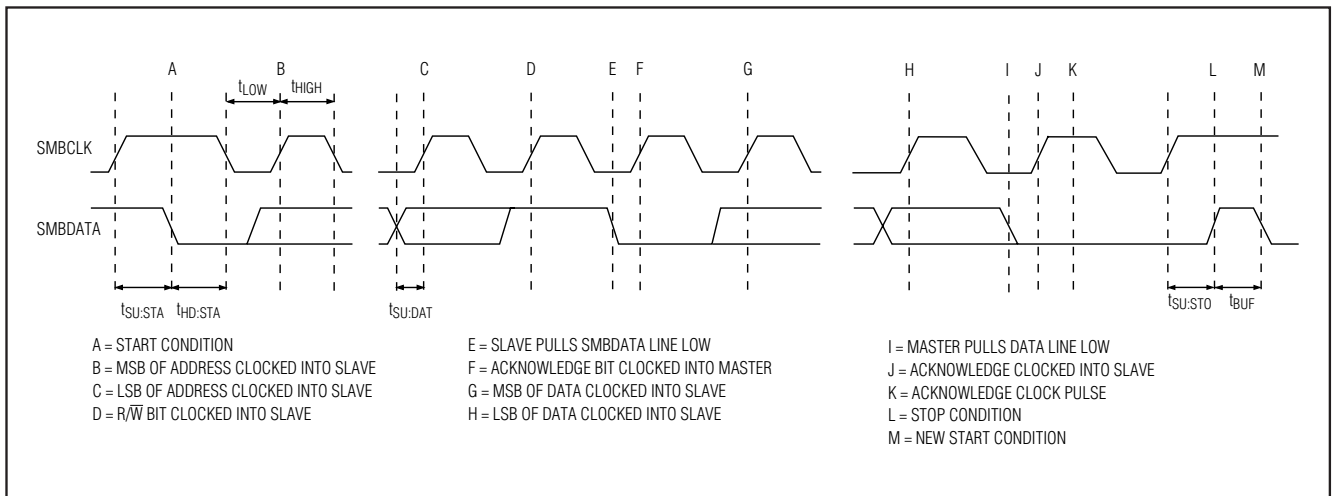 A B C D E F G H I J K L M
tLOW tHIGH
SMBCLK
SMBDATA
tSU:STA tHD:STA tSU:DAT tSU:STO tBUF
A = START CONDITION
B = MSB OF ADDRESS CLOCKED INTO SLAVE
C = LSB OF ADDRESS CLOCKED INTO SLAVE
D = R/W̅ BIT CLOCKED INTO SLAVE
E = SLAVE PULLS SMBDATA LINE LOW
F = ACKNOWLEDGE BIT CLOCKED INTO MASTER
G = MSB OF DATA CLOCKED INTO SLAVE
H = LSB OF DATA CLOCKED INTO SLAVE
I = MASTER PULLS DATA LINE LOW
J = ACKNOWLEDGE CLOCKED INTO SLAVE
K = ACKNOWLEDGE CLOCK PULSE
L = STOP CONDITION
M = NEW START CONDITION